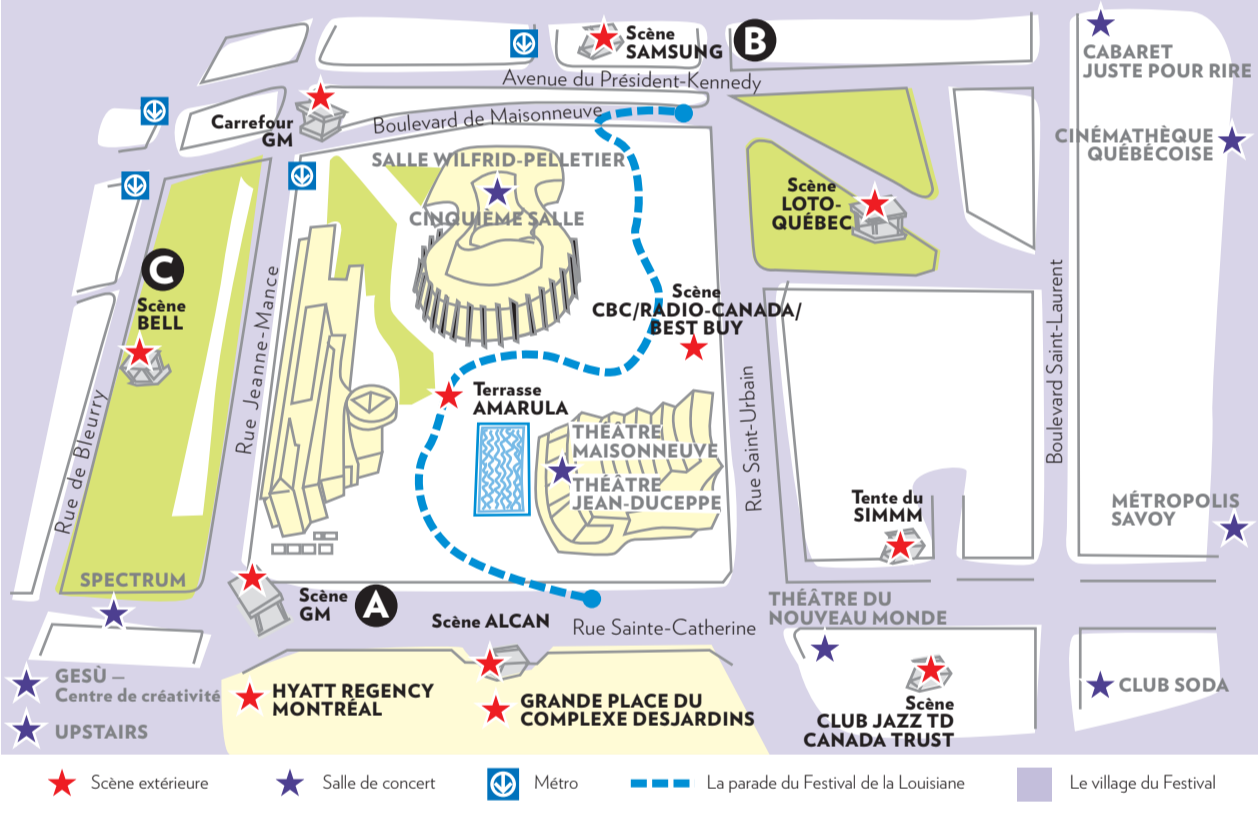 Scène
SAMSUNG
B
CABARET
JUSTE POUR RIRE
Avenue du Président-Kennedy
Carrefour
GM
Boulevard de Maisonneuve
CINÉMATHÈQUE
QUÉBÉCOISE
SALLE WILFRID-PELLETIER
CINQUIÈME SALLE
Scène
LOTO-
QUÉBEC
C
Scène
BELL
Scène
CBC/RADIO-CANADA/
BEST BUY
Rue Jeanne-Mance
Boulevard Saint-Laurent
Rue de Bleurry
Rue Saint-Urbain
Terrasse
AMARULA
THÉÂTRE
MAISONNEUVE
THÉÂTRE
JEAN-DUCEPPE
Tente du
SIMMM
MÉTROPOLIS
SAVOY
SPECTRUM
Scène
GM
A
Scène ALCAN
Rue Sainte-Catherine
THÉÂTRE DU
NOUVEAU MONDE
GESÙ –
Centre de créativité
UPSTAIRS
HYATT REGENCY
MONTRÉAL
GRANDE PLACE DU
COMPLEXE DESJARDINS
Scène
CLUB JAZZ TD
CANADA TRUST
CLUB SODA
Scène extérieure
Salle de concert
Métro
La parade du Festival de la Louisiane
Le village du Festival